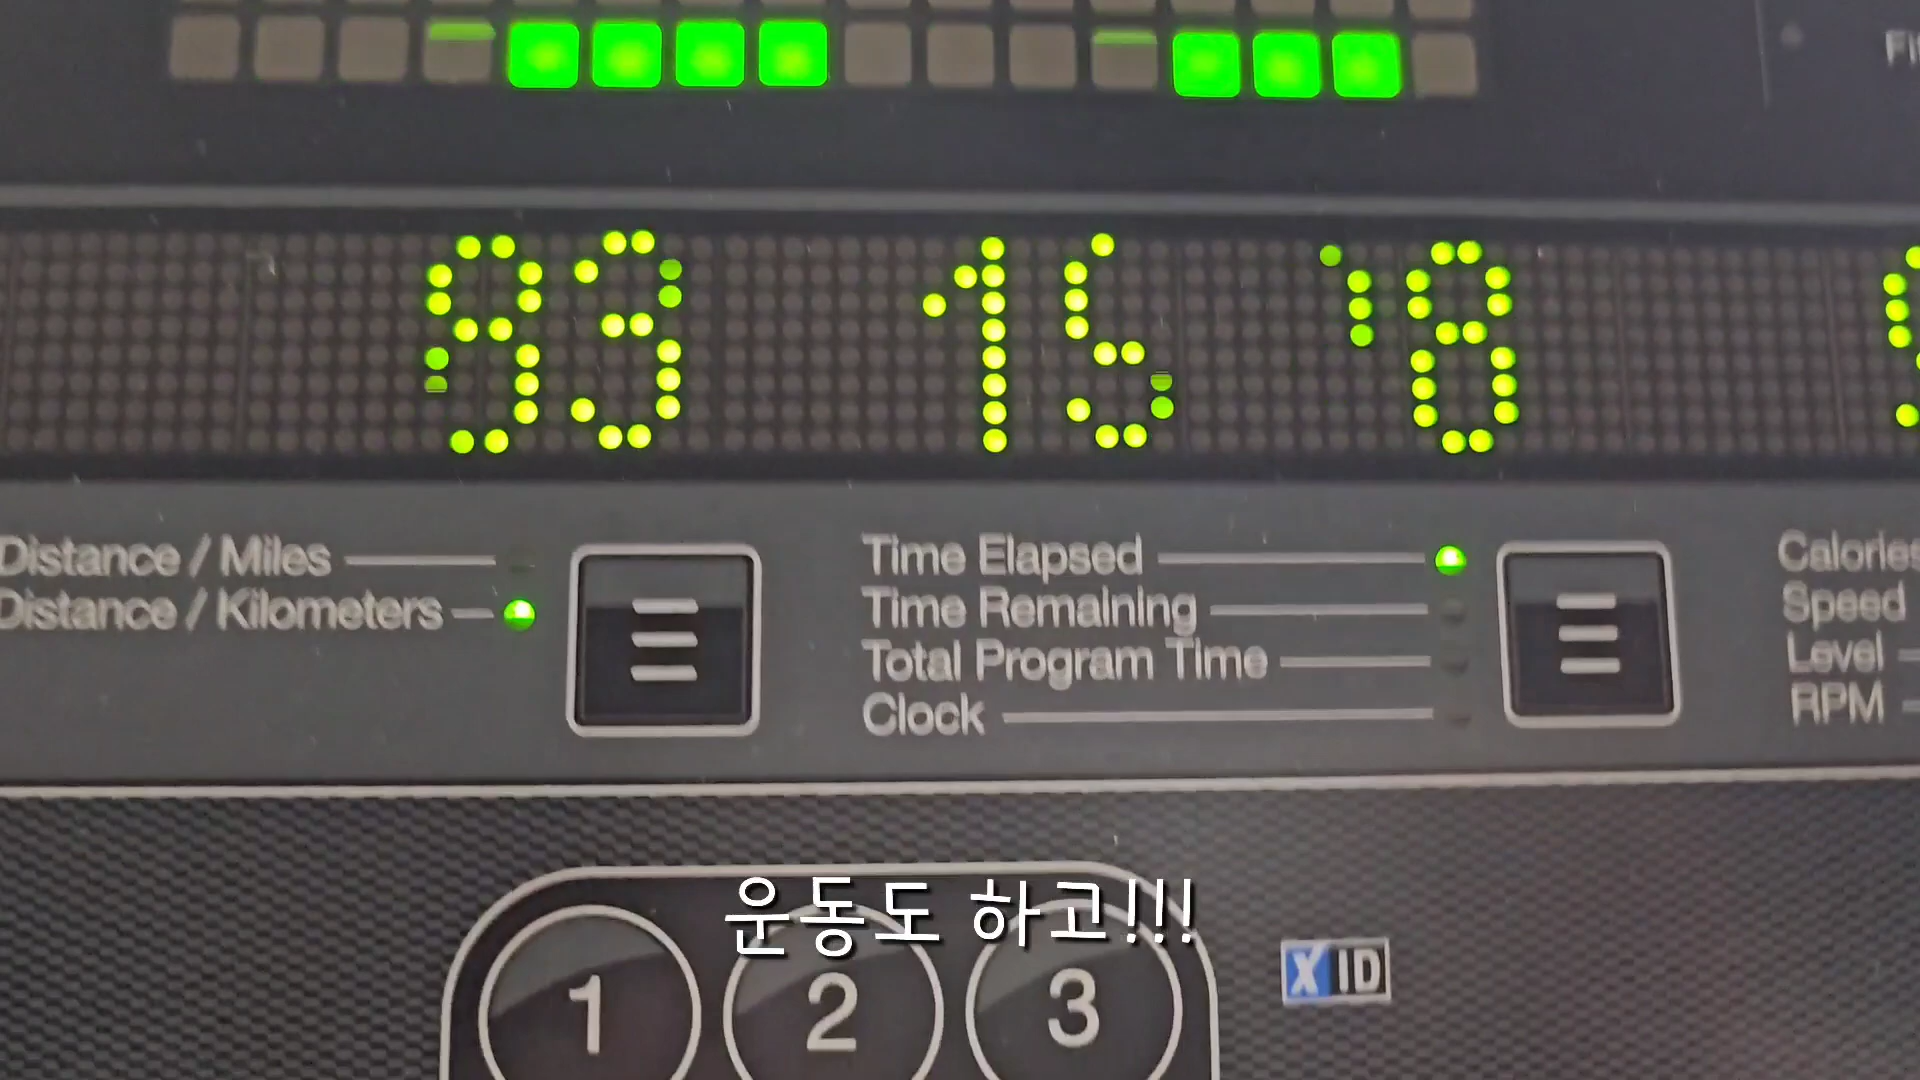 Distance / Miles
Distance / Kilometers
Time Elapsed
Time Remaining
Total Program Time
Clock
Calories
Speed
Level
RPM
운동도 하고!!!
1 2 3
X ID